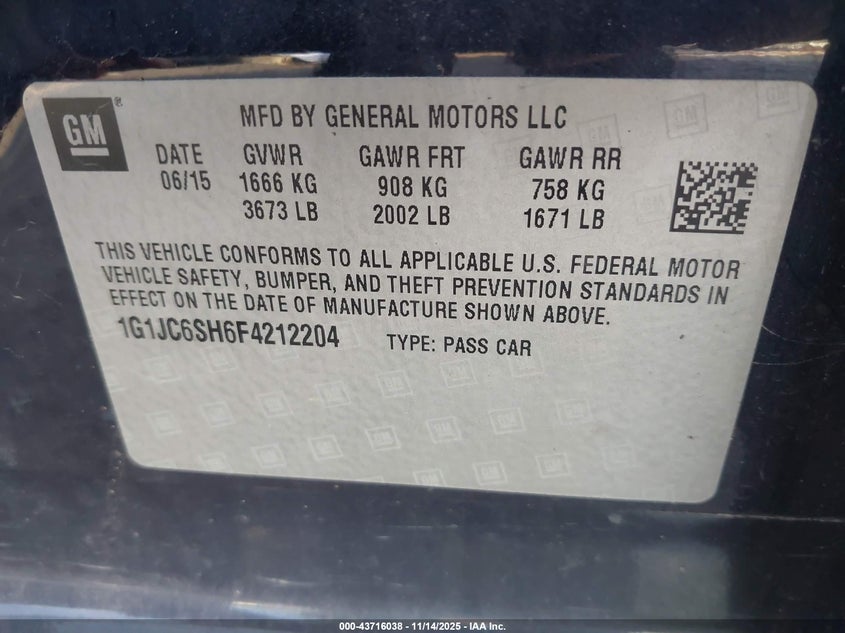 GM
MFD BY GENERAL MOTORS LLC
DATE GVWR GAWR FRT GAWR RR
06/15 1666 KG 908 KG 758 KG
3673 LB 2002 LB 1671 LB
THIS VEHICLE CONFORMS TO ALL APPLICABLE U.S. FEDERAL MOTOR
VEHICLE SAFETY, BUMPER, AND THEFT PREVENTION STANDARDS IN
EFFECT ON THE DATE OF MANUFACTURE SHOWN ABOVE.
1G1JC6SH6F4212204 TYPE: PASS CAR
000-43716038 - 11/14/2025 - IAA Inc.